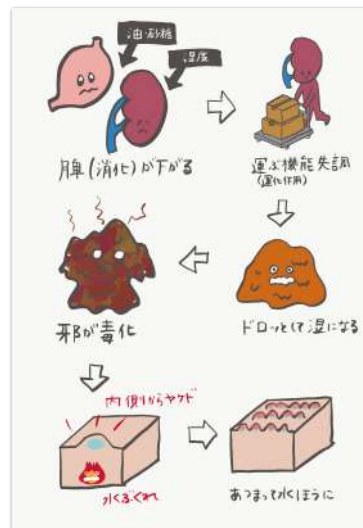 油・砂糖
湿度
脾(消化)が下がる
運ぶ機能失調
(運化作用)
ドロッとして湿になる
邪が毒化
内側からヤケド
水ぶくれ
あつまって水ほうに